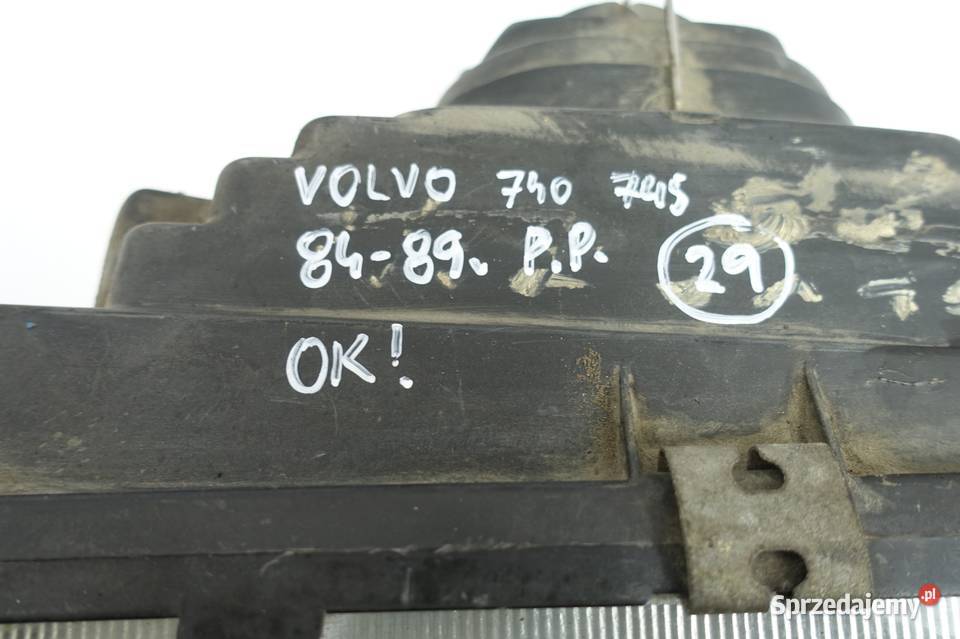 VOLVO 740
84-89. P.P. 29
OK!
Sprzedajemy.pl